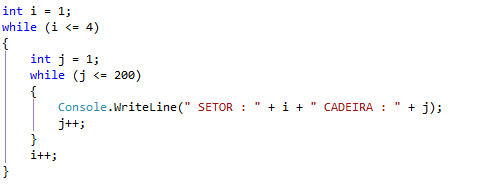 int i = 1;
while (i <= 4)
{
    int j = 1;
    while (j <= 200)
    {
        Console.WriteLine(" SETOR : " + i + " CADEIRA : " + j);
        j++;
    }
    i++;
}